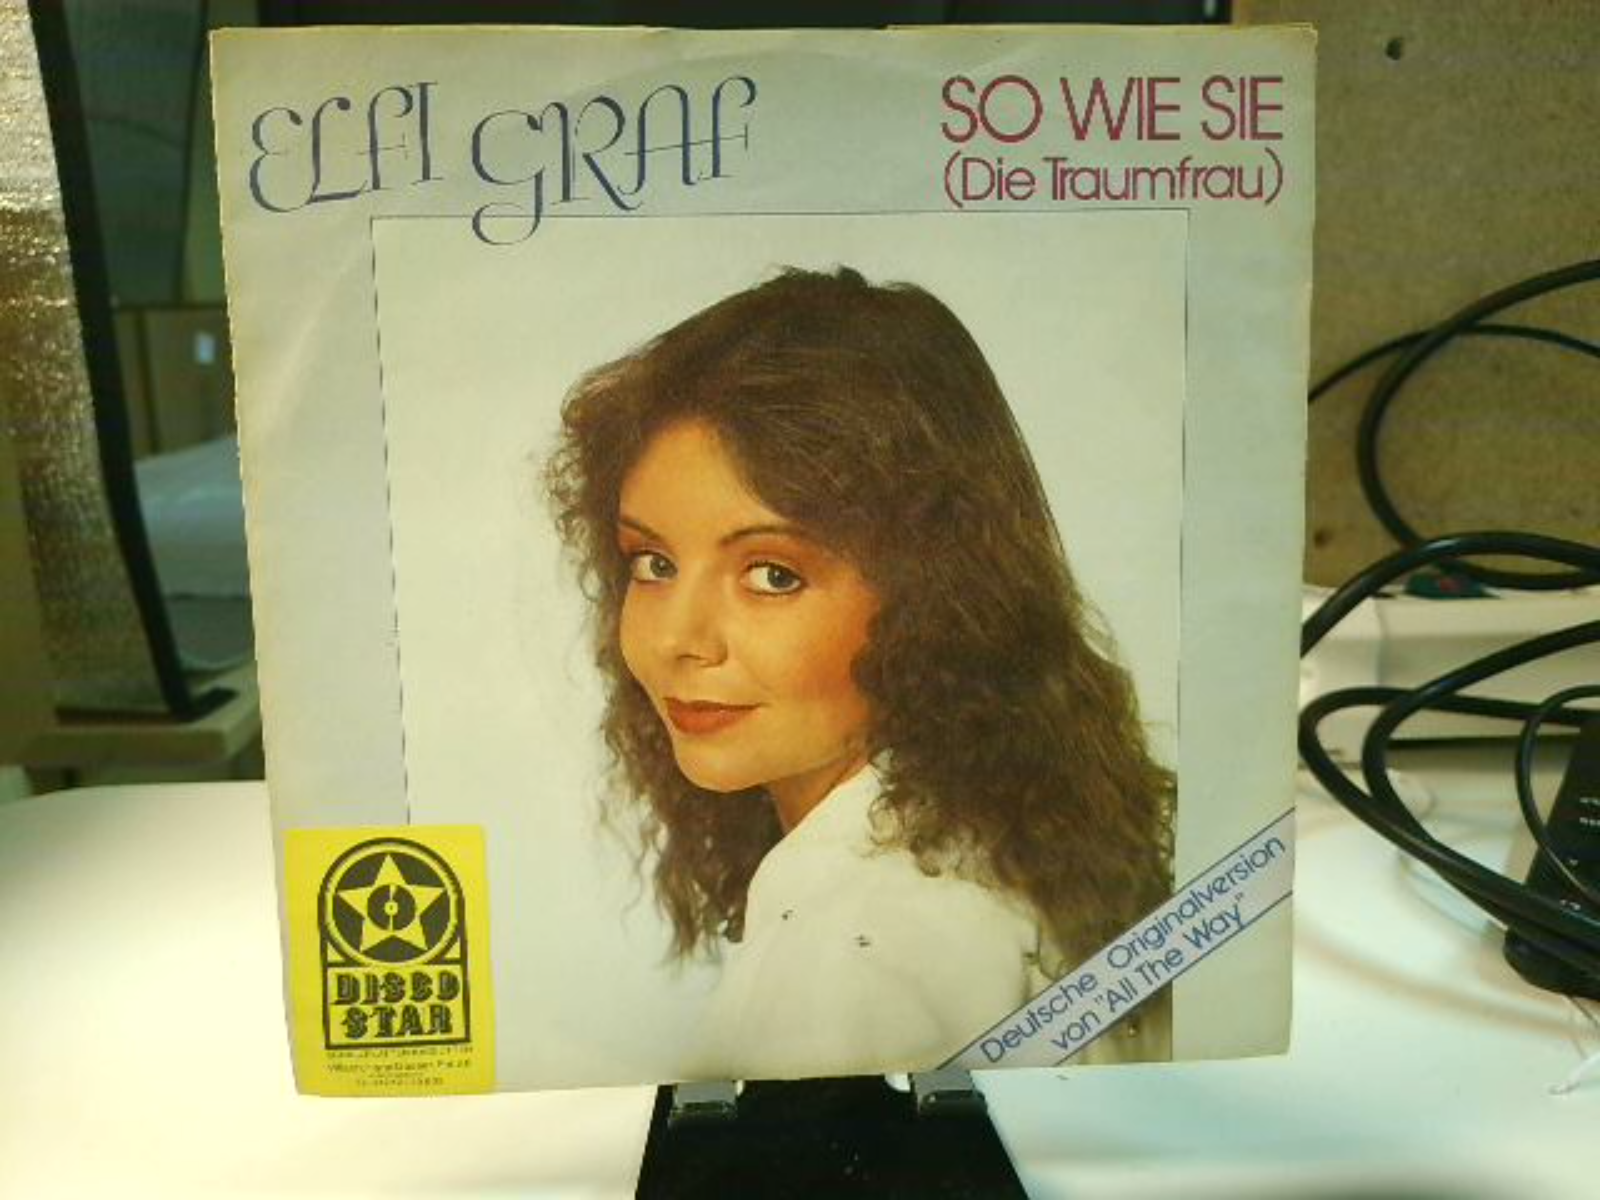 ELFI GRAF
SO WIE SIE
(Die Traumfrau)
Deutsche Originalversion
von "All The Way"
DISCO
STAR